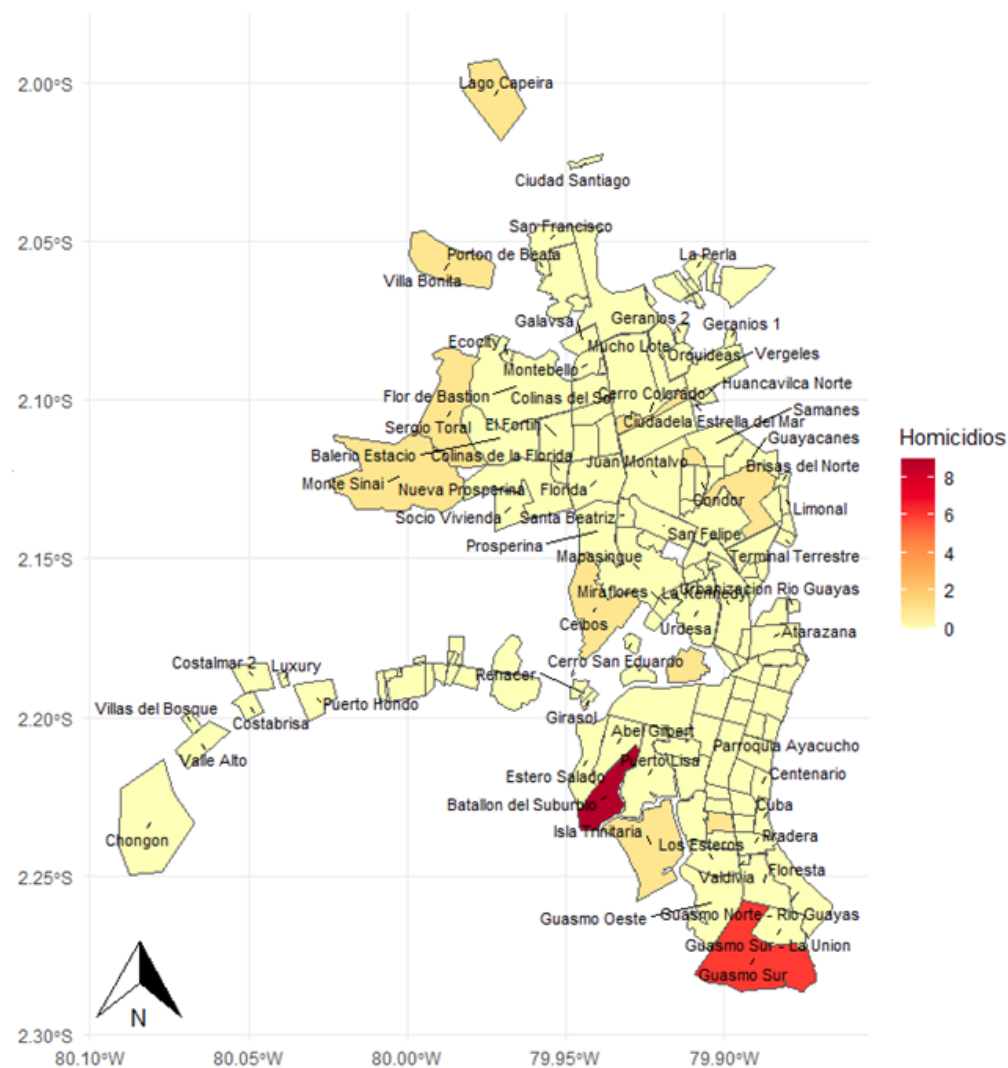 2.00°S
Lago Capeira
Ciudad Santiago
2.05°S
San Francisco
Porton de Beata
La Perla
Villa Bonita
Galavsa
Geranios 2
Geranios 1
Ecocity
Mucho Lote
Orquideas
Vergeles
Montebello
Huancavilca Norte
2.10°S
Flor de Bastion
Colinas del Sol
Cerro Colorado
Samanes
Sergio Toral
El Fortin
Ciudadela Estrella del Mar
Guayacanes
Homicidios
Balerio Estacio
Colinas de la Florida
Juan Montalvo
Brisas del Norte
8
Monte Sinai
Nueva Prosperina
Florida
Condor
Limonal
6
Socio Vivienda
Santa Beatriz
San Felipe
4
Prosperina
2.15°S
Mapasingue
Terminal Terrestre
2
Miraflores
La Kennedy
Urbanizacion Rio Guayas
0
Ceibos
Urdesa
Atarazana
Costalmar 2
Luxury
Renacer
Cerro San Eduardo
2.20°S
Villas del Bosque
Puerto Hondo
Costabrisa
Girasol
Abel Gilbert
Valle Alto
Puerto Lisa
Parroquia Ayacucho
Estero Salado
Centenario
Batallon del Suburbio
Cuba
Chongon
Isla Trinitaria
Los Esteros
Pradera
2.25°S
Valdivia
Floresta
Guasmo Oeste
Guasmo Norte - Rio Guayas
Guasmo Sur - La Union
Guasmo Sur
N
2.30°S
80.10°W
80.05°W
80.00°W
79.95°W
79.90°W